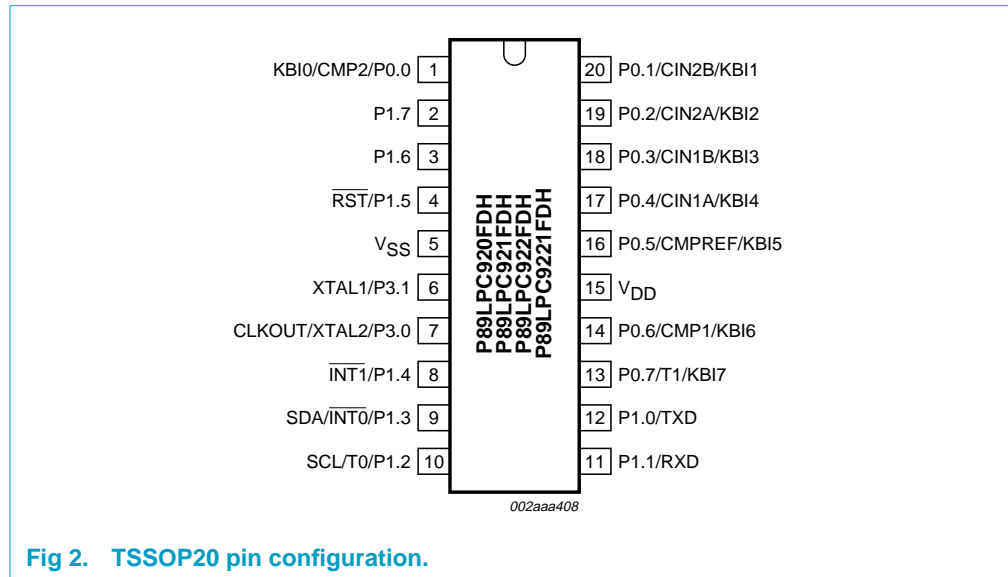 KBI0/CMP2/P0.0 1
P1.7 2
P1.6 3
RST/P1.5 4
VSS 5
XTAL1/P3.1 6
CLKOUT/XTAL2/P3.0 7
INT1/P1.4 8
SDA/INT0/P1.3 9
SCL/T0/P1.2 10
P89LPC920FDH
P89LPC921FDH
P89LPC922FDH
P89LPC9221FDH
20 P0.1/CIN2B/KBI1
19 P0.2/CIN2A/KBI2
18 P0.3/CIN1B/KBI3
17 P0.4/CIN1A/KBI4
16 P0.5/CMPREF/KBI5
15 VDD
14 P0.6/CMP1/KBI6
13 P0.7/T1/KBI7
12 P1.0/TXD
11 P1.1/RXD
002aaa408
Fig 2. TSSOP20 pin configuration.